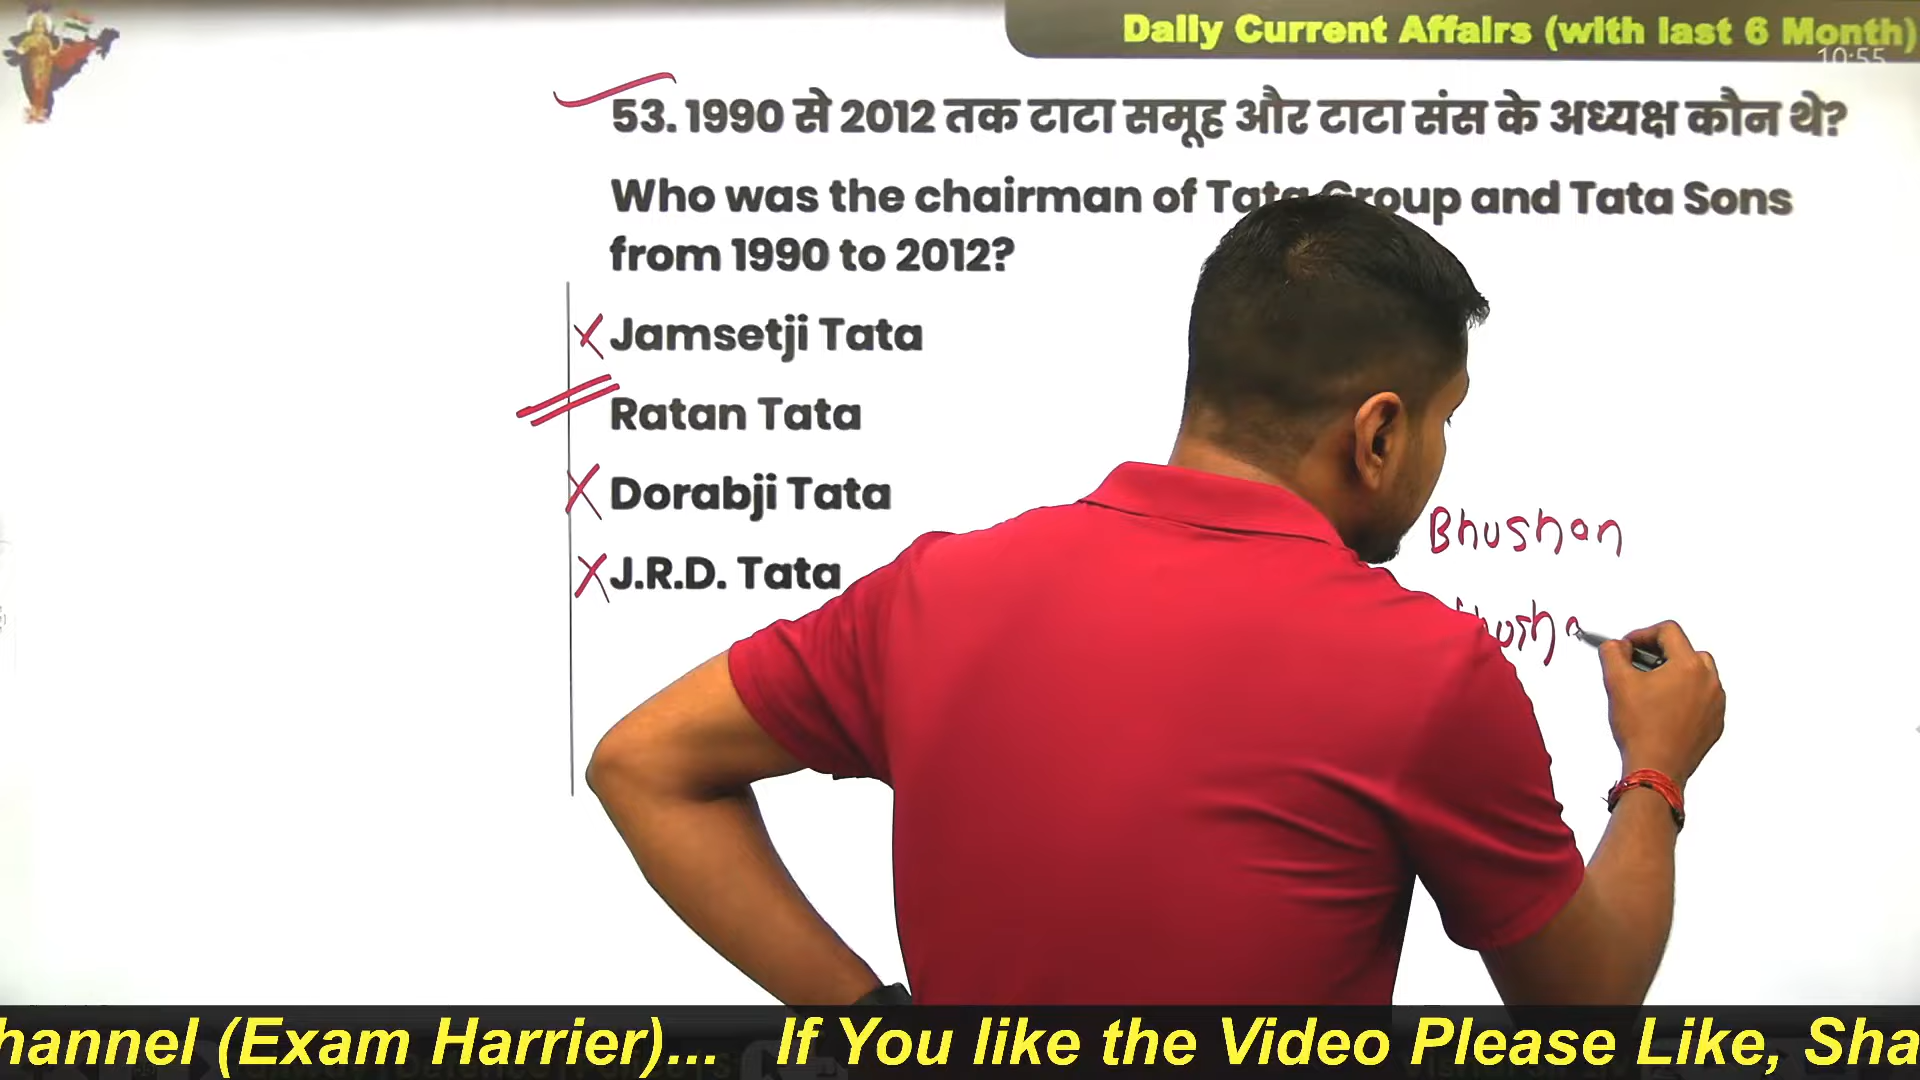 Daily Current Affairs (with last 6 Month)
10:55
53. 1990 से 2012 तक टाटा समूह और टाटा संस के अध्यक्ष कौन थे?
Who was the chairman of Tata Group and Tata Sons
from 1990 to 2012?
Jamsetji Tata
Ratan Tata
Dorabji Tata
J.R.D. Tata
Bhushan
hannel (Exam Harrier)... If You like the Video Please Like, Sha